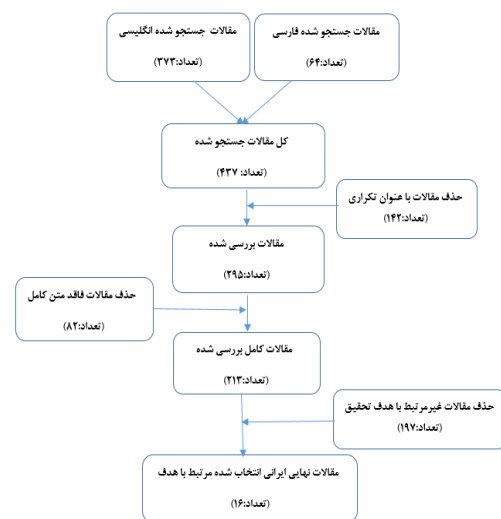 مقالات جستجو شده فارسی
(تعداد:۶۴)
مقالات جستجو شده انگلیسی
(تعداد:۳۷۳)
کل مقالات جستجو شده
(تعداد: ۴۳۷)
حذف مقالات با عنوان تکراری
(تعداد:۱۴۲)
مقالات بررسی شده
(تعداد:۲۹۵)
حذف مقالات فاقد متن کامل
(تعداد:۸۲)
مقالات کامل بررسی شده
(تعداد:۲۱۳)
حذف مقالات غیرمرتبط با هدف تحقیق
(تعداد:۱۹۷)
مقالات نهایی ایرانی انتخاب شده مرتبط با هدف
(تعداد:۱۶)